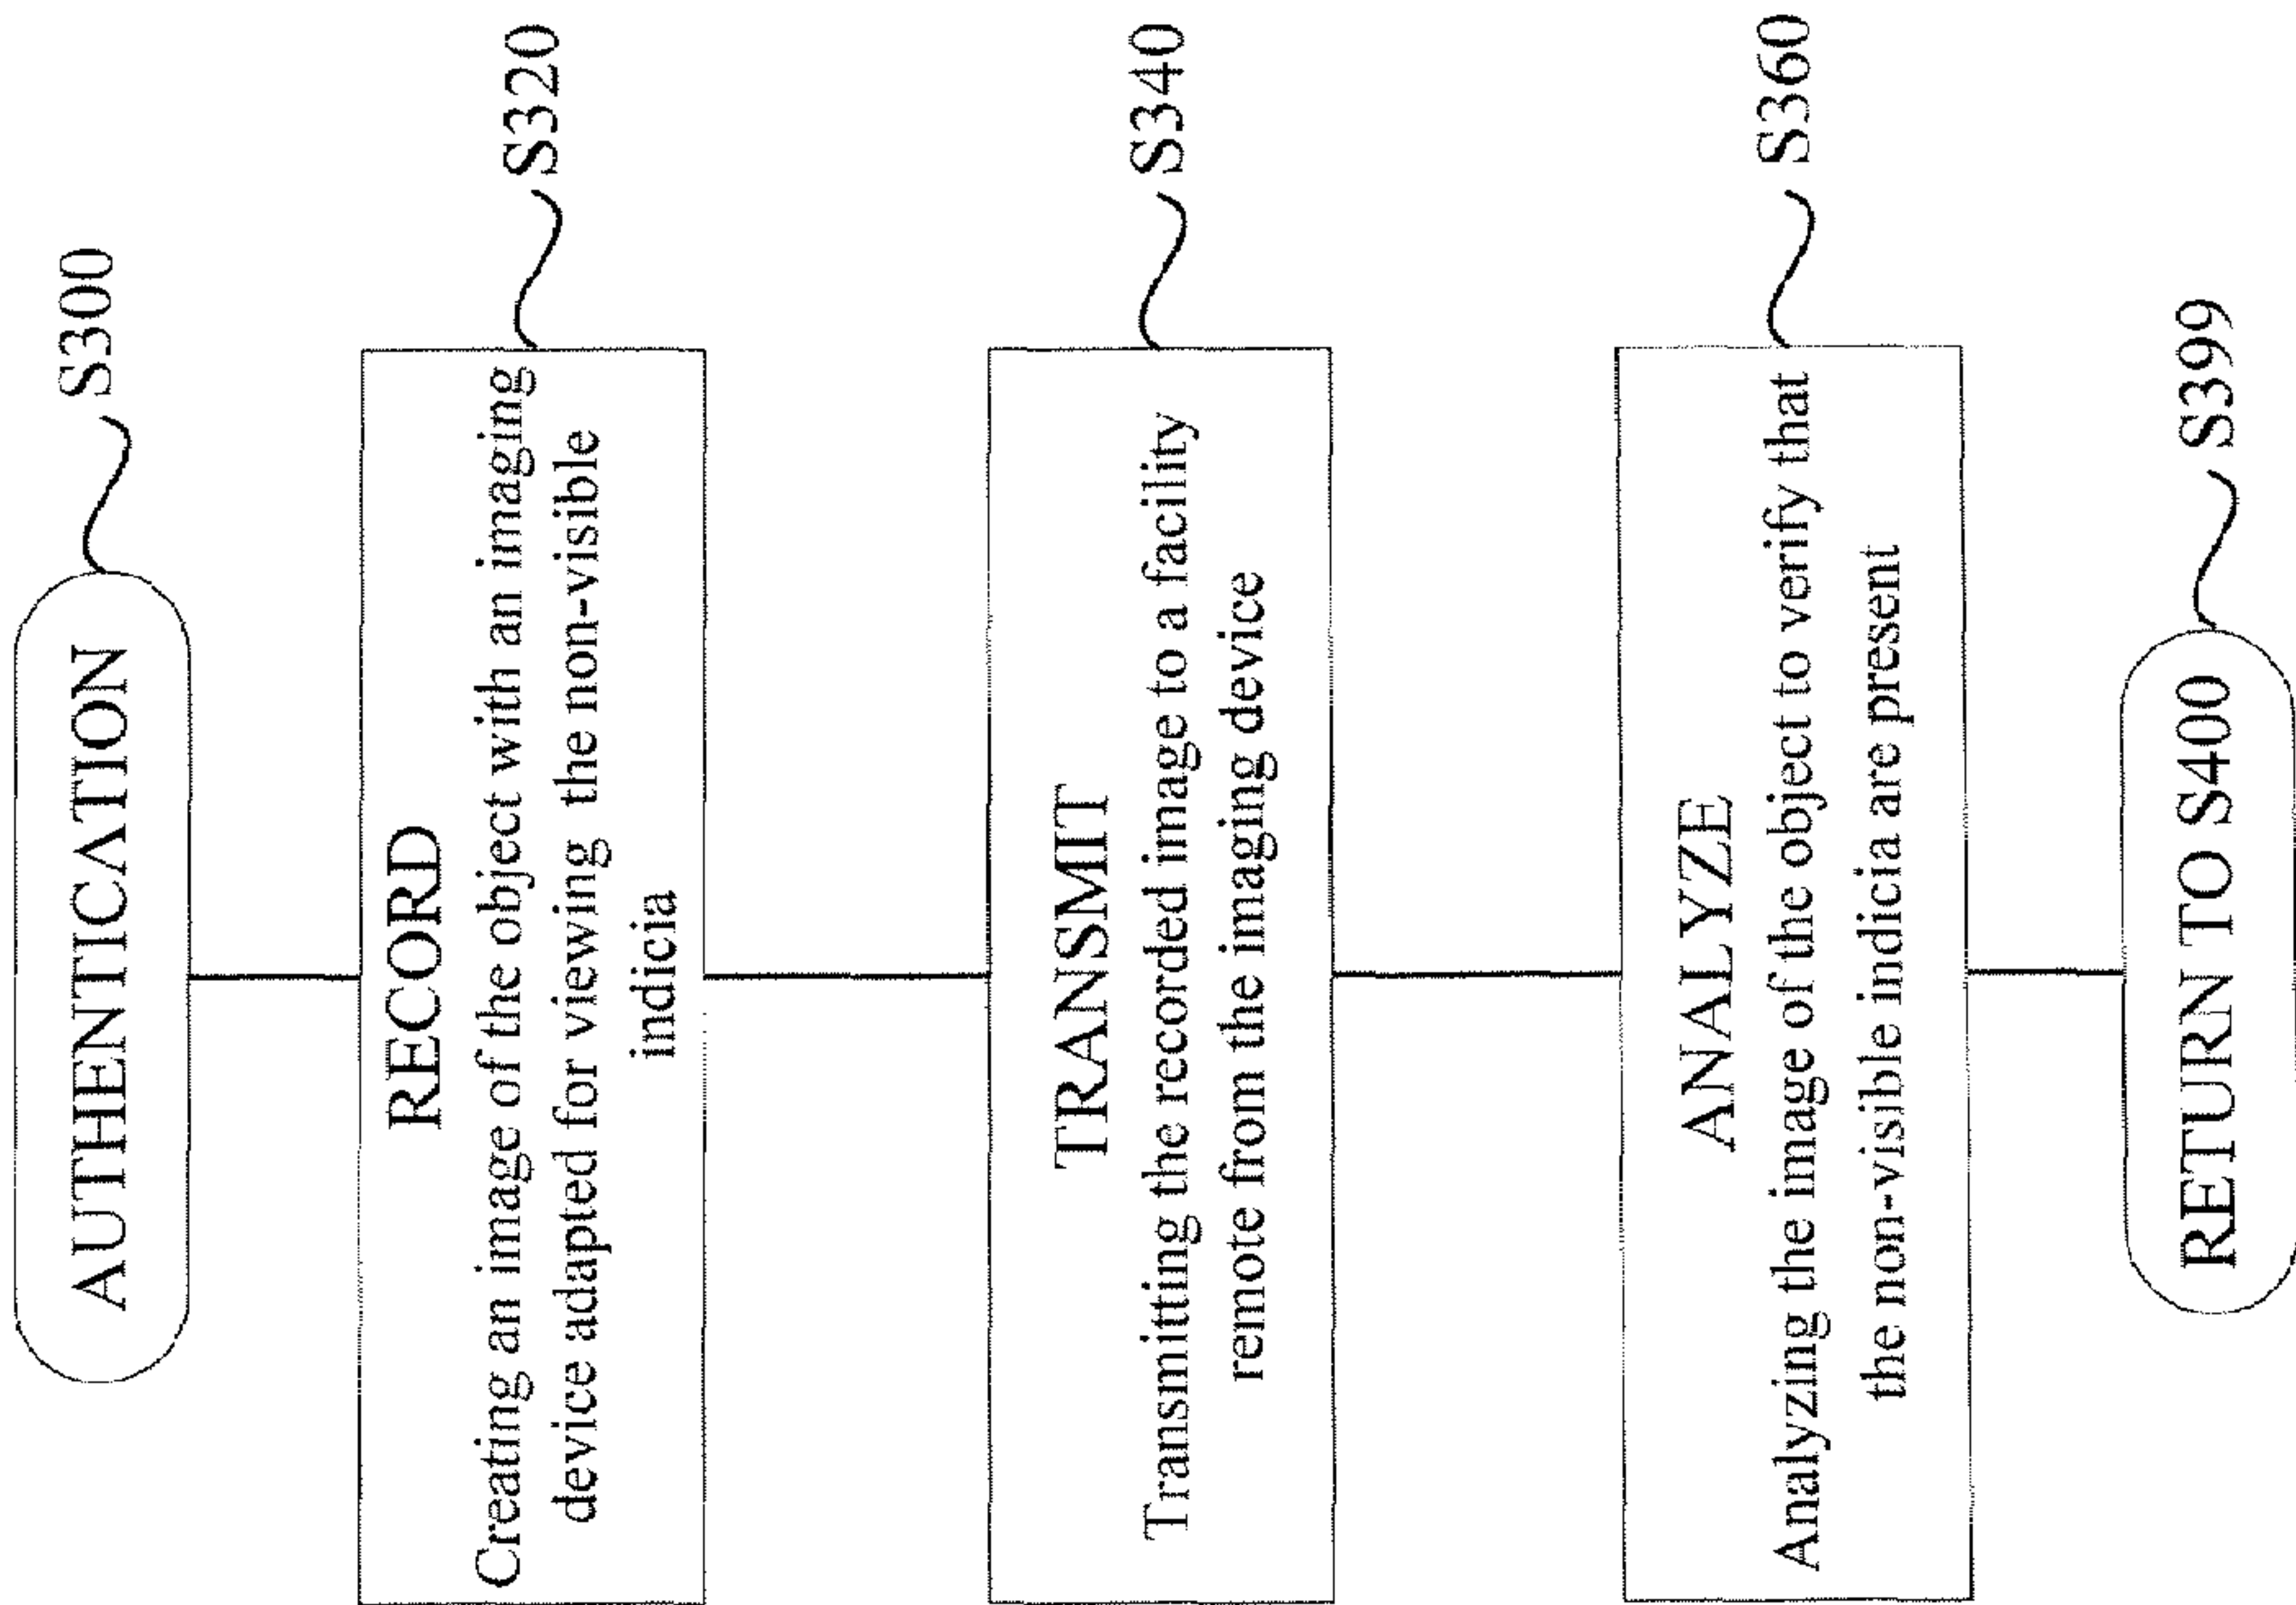 AUTHENTICATION
S300
RECORD
Creating an image of the object with an imaging
device adapted for viewing the non-visible
indicia
S320
TRANSMIT
Transmitting the recorded image to a facility
remote from the imaging device
S340
ANALYZE
Analyzing the image of the object to verify that
the non-visible indicia are present
S360
RETURN TO S400
S399